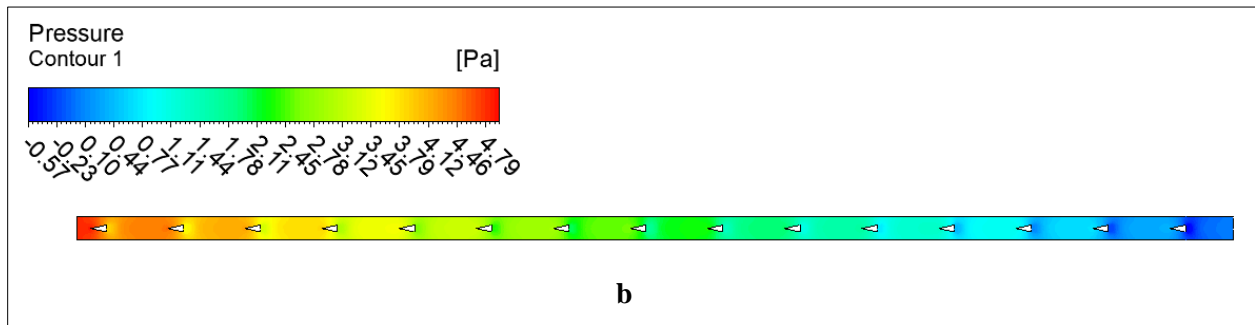 Pressure
Contour 1
[Pa]
-0.57 -0.23 0.10 0.44 0.77 1.11 1.44 1.78 2.11 2.45 2.78 3.12 3.45 3.79 4.12 4.46 4.79
b